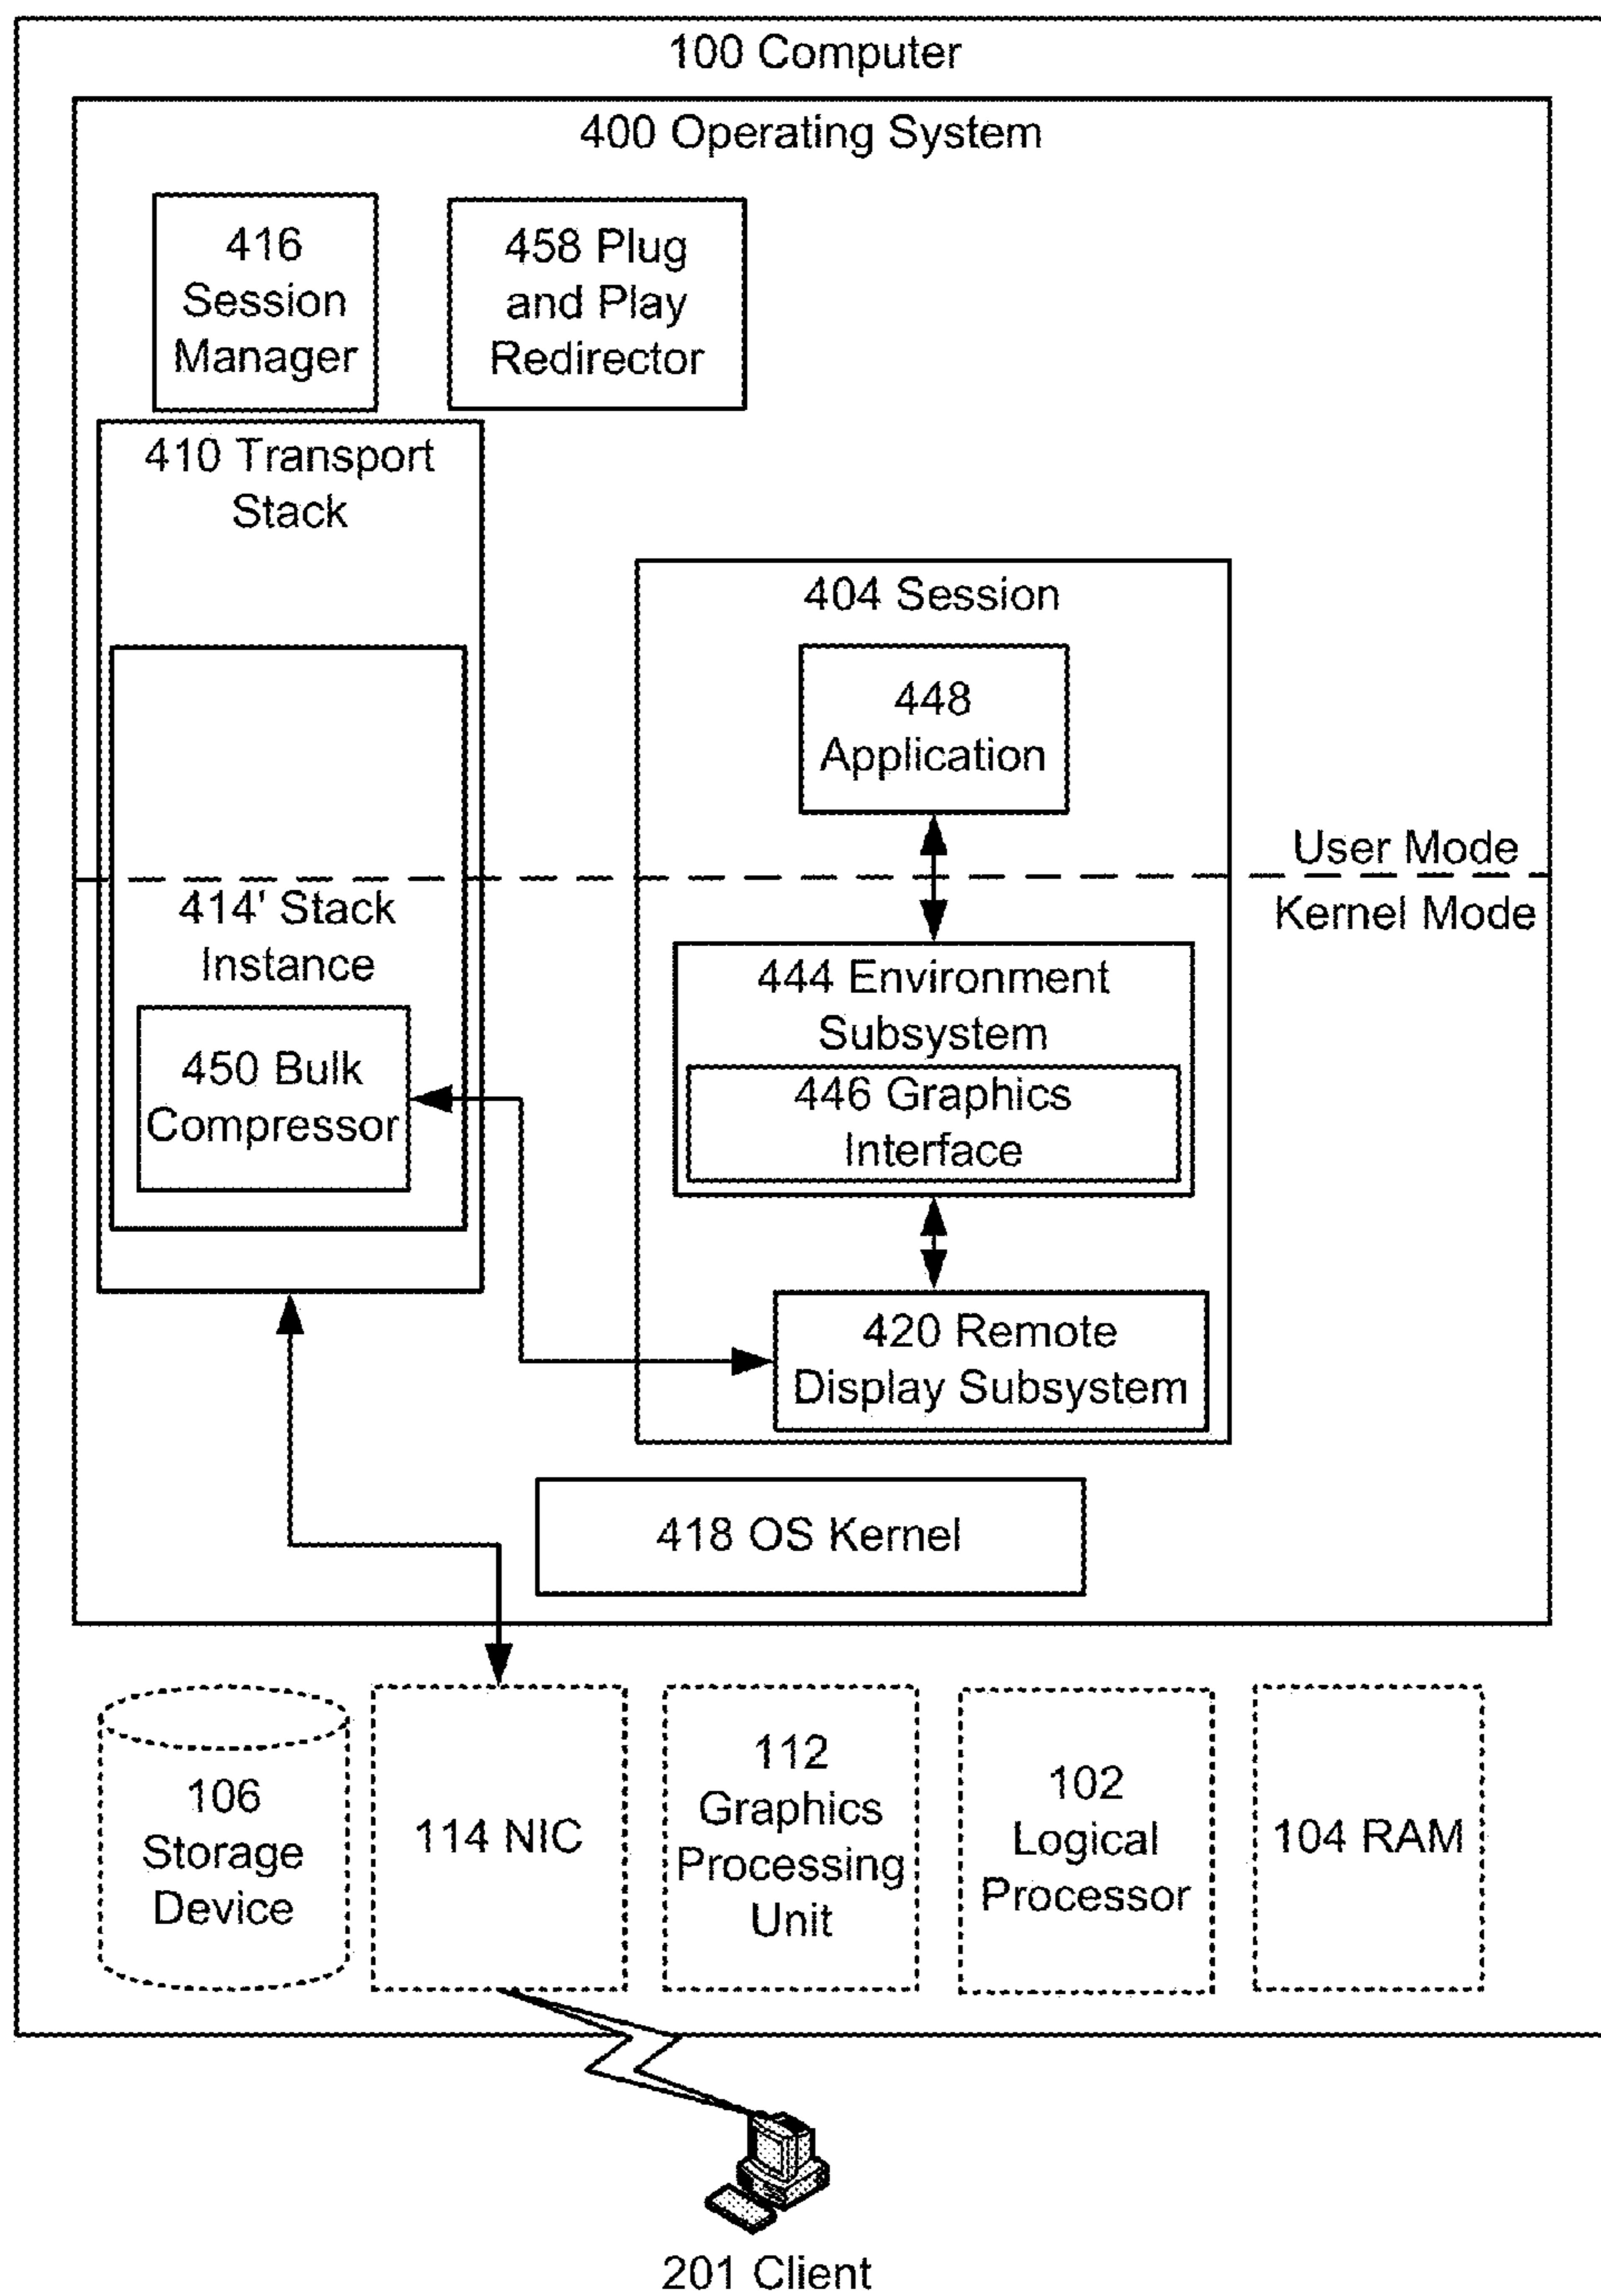 100 Computer
400 Operating System
416
Session
Manager
458 Plug
and Play
Redirector
410 Transport
Stack
404 Session
448
Application
User Mode
Kernel Mode
414' Stack
Instance
450 Bulk
Compressor
444 Environment
Subsystem
446 Graphics
Interface
420 Remote
Display Subsystem
418 OS Kernel
106
Storage
Device
114 NIC
112
Graphics
Processing
Unit
102
Logical
Processor
104 RAM
201 Client